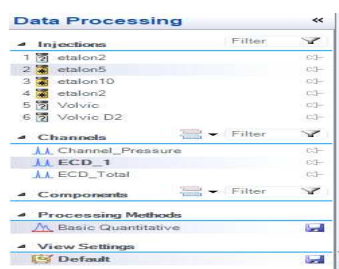 Data Processing «
Injections Filter
1 etalon2
2 etalon5
3 etalon10
4 etalon2
5 Volvic
6 Volvic D2
Channels Filter
Channel_Pressure
ECD_1
ECD_Total
Components Filter
Processing Methods
Basic Quantitative
View Settings
Default